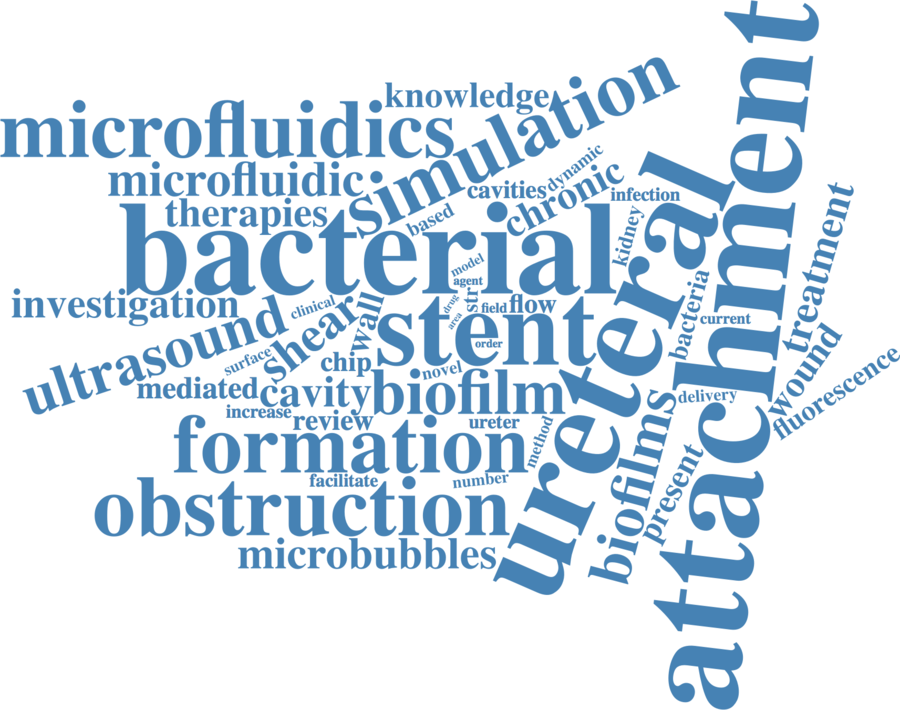 knowledge
microfluidics
simulation
attachment
microfluidic
cavities
dynamic
chronic
infection
therapies
based
bacterial
kidney
ureteral
treatment
investigation
clinical
model
agent
drug
area
str
field
flow
bacteria
current
ultrasound
shear
wall
stent
order
surface
chip
novel
wound
fluorescence
mediated
cavity
biofilm
delivery
increase
review
ureter
method
biofilms
formation
present
facilitate
number
obstruction
microbubbles